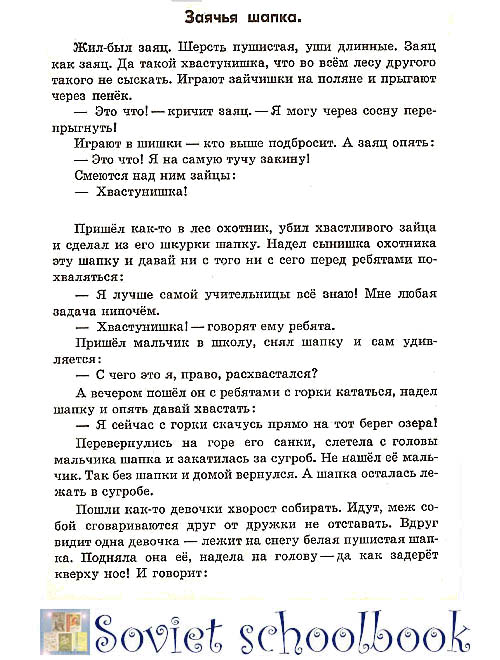 Заячья шапка.
Жил-был заяц. Шерсть пушистая, уши длинные. Заяц
как заяц. Да такой хвастунишка, что во всём лесу другого
такого не сыскать. Играют зайчишки на поляне и прыгают
через пенёк.
— Это что! — кричит заяц. — Я могу через сосну пере-
прыгнуть!
Играют в шишки — кто выше подбросит. А заяц опять:
— Это что! Я на самую тучу закину!
Смеются над ним зайцы:
— Хвастунишка!
Пришёл как-то в лес охотник, убил хвастливого зайца
и сделал из его шкурки шапку. Надел сынишка охотника
эту шапку и давай ни с того ни с сего перед ребятами по-
хваляться:
— Я лучше самой учительницы всё знаю! Мне любая
задача нипочём.
— Хвастунишка! — говорят ему ребята.
Пришёл мальчик в школу, снял шапку и сам удив-
ляется:
— С чего это я, право, расхвастался?
А вечером пошёл он с ребятами с горки кататься, надел
шапку и опять давай хвастать:
— Я сейчас с горки скачусь прямо на тот берег озера!
Перевернулись на горе его санки, слетела с головы
мальчика шапка и закатилась за сугроб. Не нашёл её маль-
чик. Так без шапки и домой вернулся. А шапка осталась ле-
жать в сугробе.
Пошли как-то девочки хворост собирать. Идут, меж со-
бой сговариваются друг от дружки не отставать. Вдруг
видит одна девочка — лежит на снегу белая пушистая шап-
ка. Подняла она её, надела на голову — да как задерёт
кверху нос! И говорит:
Soviet schoolbook